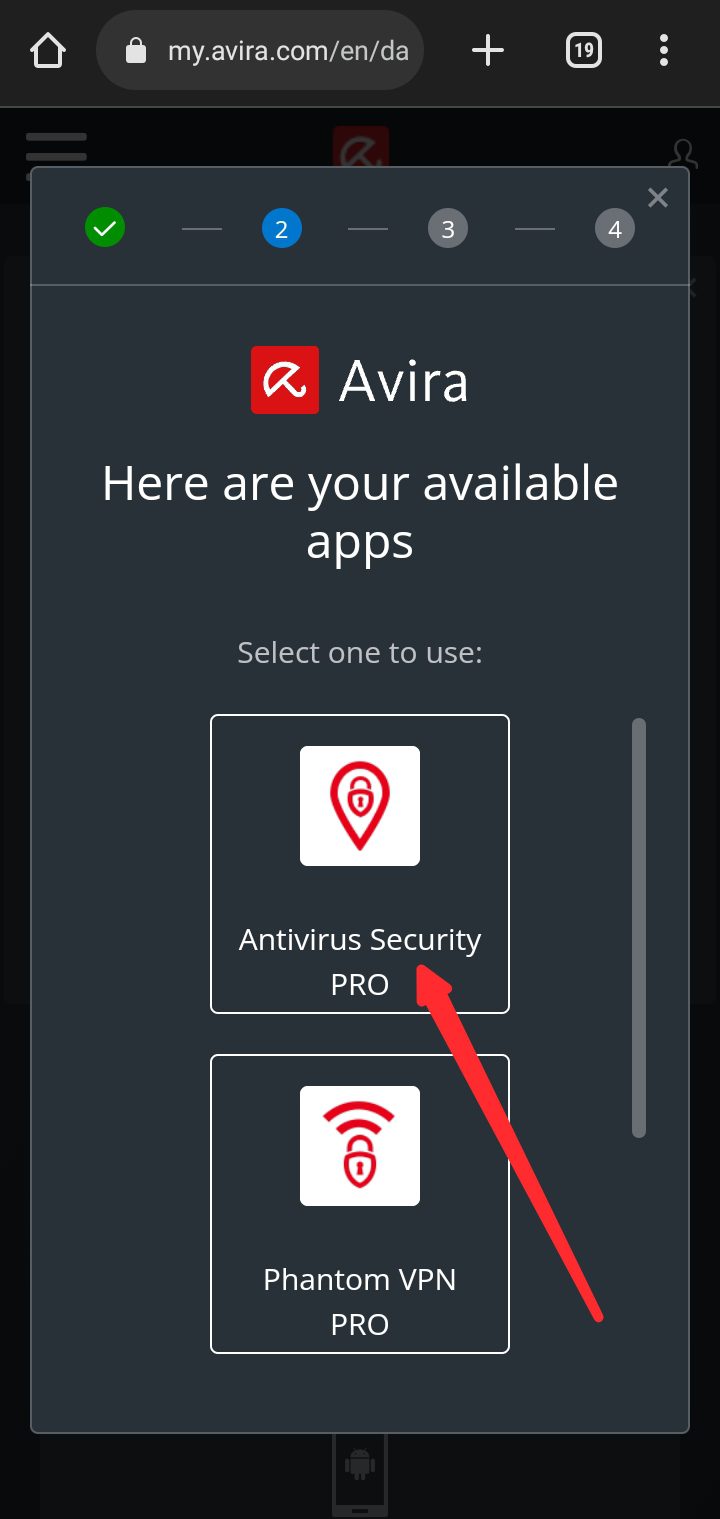 my.avira.com/en/da
19
2
3
4
Avira
Here are your available
apps
Select one to use:
Antivirus Security
PRO
Phantom VPN
PRO